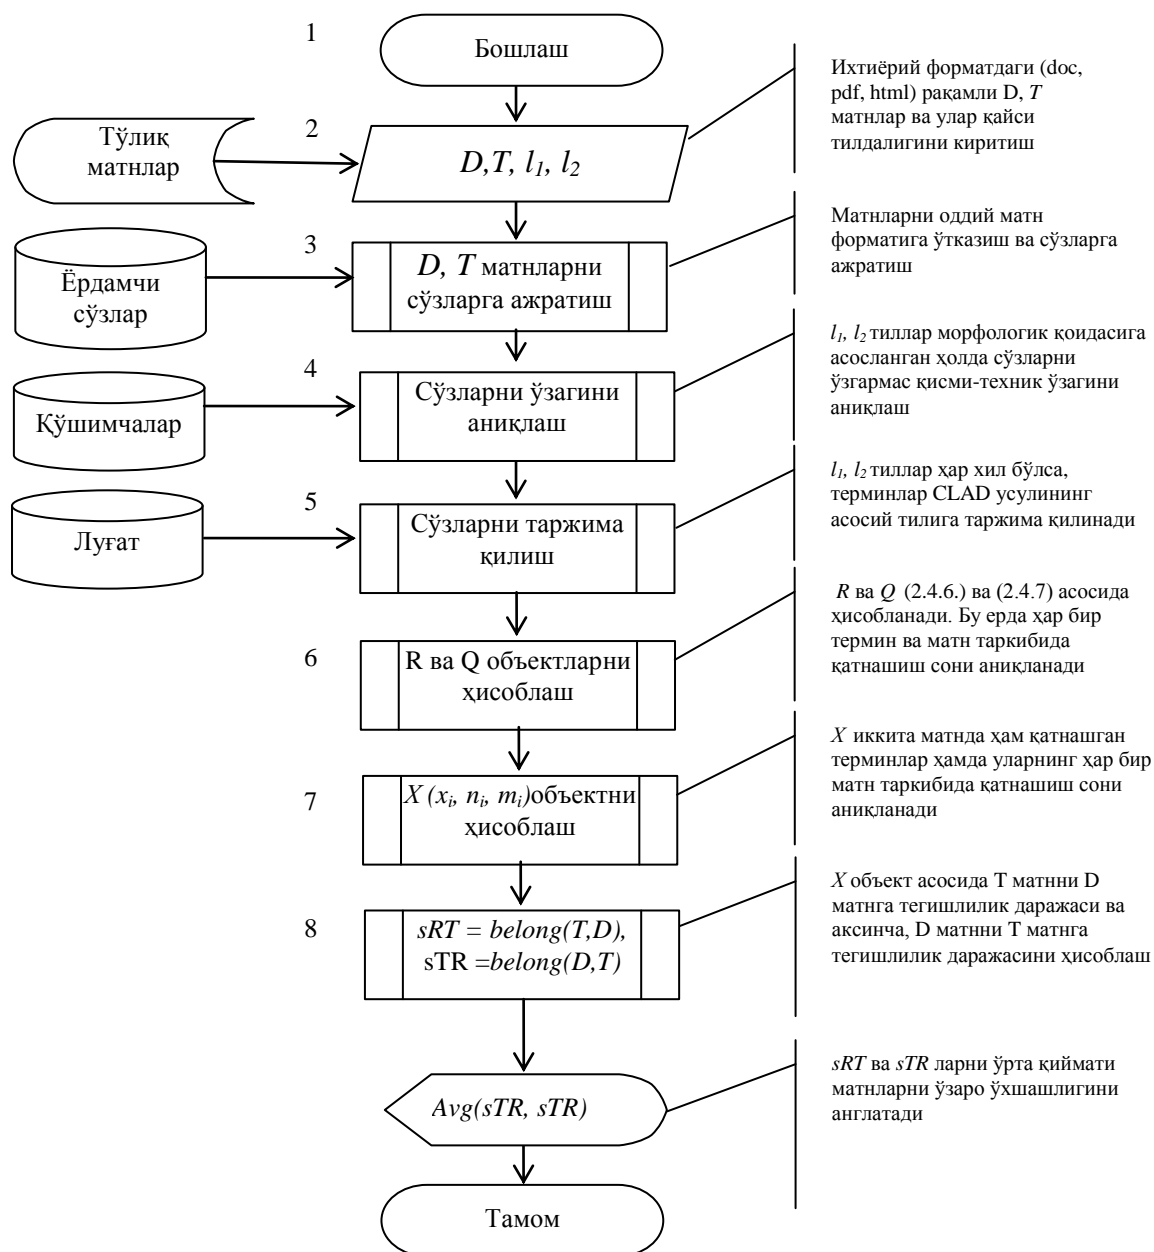 1
Бошлаш
Ихтиёрий форматдаги (doc,
pdf, html) рақамли D, T
матнлар ва улар қайси
тилдалигини киритиш
Тўлиқ
матнлар
2
D,T, l1, l2
Матнларни оддий матн
форматига ўтказиш ва сўзларга
ажратиш
Ёрдамчи
сўзлар
3
D, T матнларни
сўзларга ажратиш
l1, l2 тиллар морфологик қоидасига
асосланган ҳолда сўзларни
ўзгармас қисми-техник ўзагини
аниқлаш
Қўшимчалар
4
Сўзларни ўзагини
аниқлаш
l1, l2 тиллар ҳар хил бўлса,
терминлар CLAD усулининг
асосий тилига таржима қилинади
Луғат
5
Сўзларни таржима
қилиш
R ва Q (2.4.6.) ва (2.4.7) асосида
ҳисобланади. Бу ерда ҳар бир
термин ва матн таркибида
қатнашиш сони аниқланади
6
R ва Q объектларни
ҳисоблаш
X иккита матнда ҳам қатнашган
терминлар ҳамда уларнинг ҳар бир
матн таркибида қатнашиш сони
аниқланади
7
X (xi, ni, mi)объектни
ҳисоблаш
X объект асосида T матнни D
матнга тегишлилик даражаси ва
аксинча, D матнни T матнга
тегишлилик даражасини ҳисоблаш
8
sRT = belong(T,D),
sTR =belong(D,T)
sRT ва sTR ларни ўрта қиймати
матнларни ўзаро ўхшашлигини
англатади
Avg(sTR, sTR)
Тамом